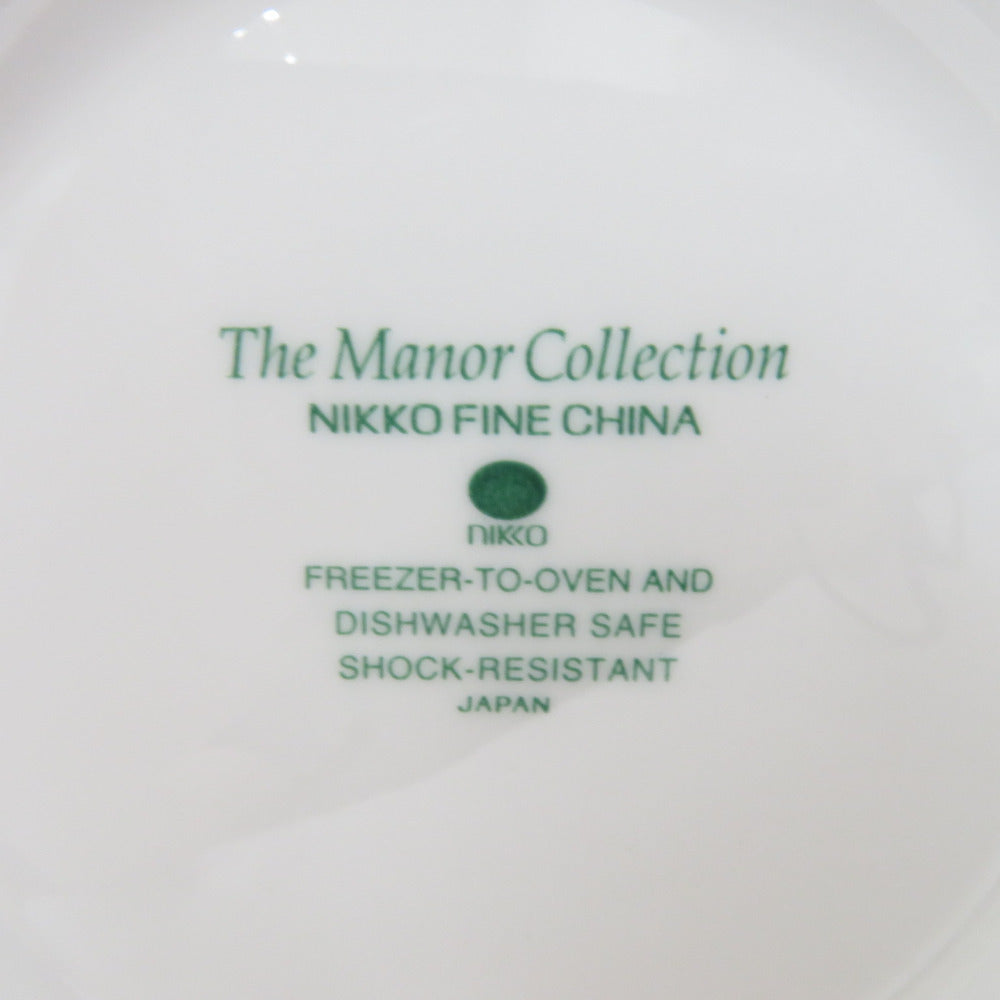 The Manor Collection
NIKKO FINE CHINA
NIKKO
FREEZER-TO-OVEN AND
DISHWASHER SAFE
SHOCK-RESISTANT
JAPAN